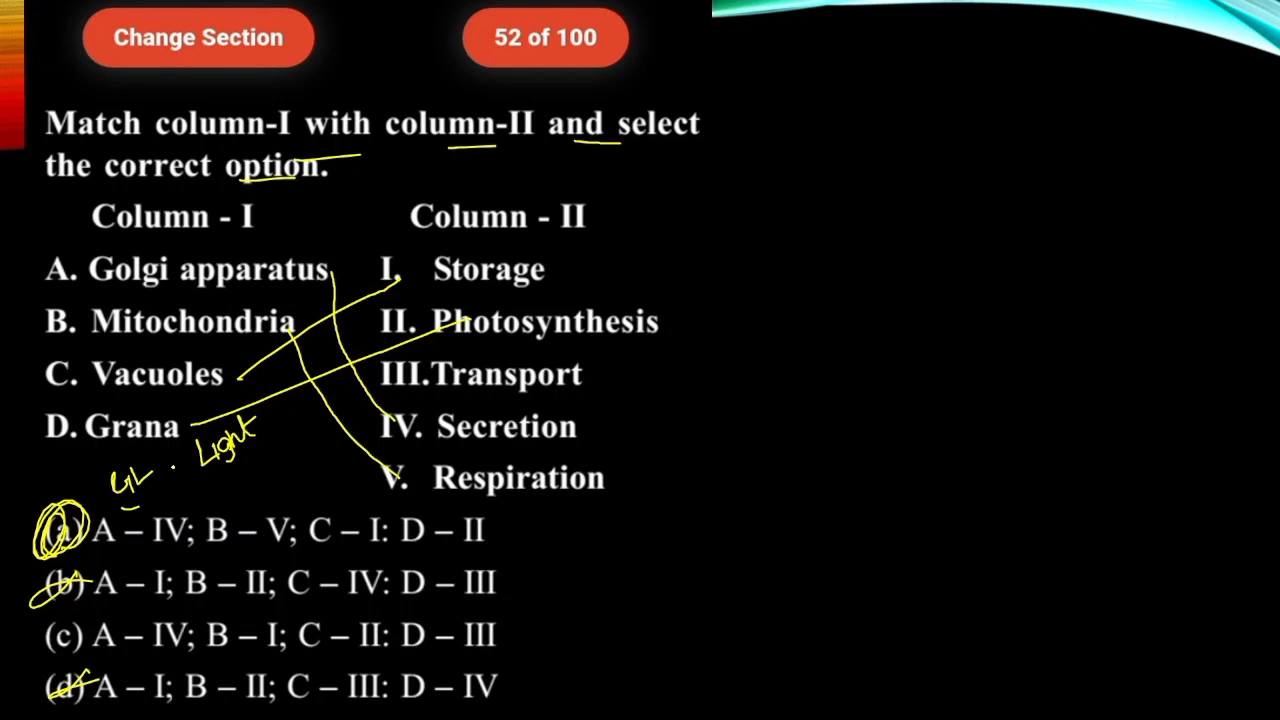 Change Section
52 of 100
Match column-I with column-II and select
the correct option.
Column - I Column - II
A. Golgi apparatus I. Storage
B. Mitochondria II. Photosynthesis
C. Vacuoles III.Transport
D. Grana IV. Secretion
Light
V. Respiration
(a) A – IV; B – V; C – I: D – II
(b) A – I; B – II; C – IV: D – III
(c) A – IV; B – I; C – II: D – III
(d) A – I; B – II; C – III: D – IV